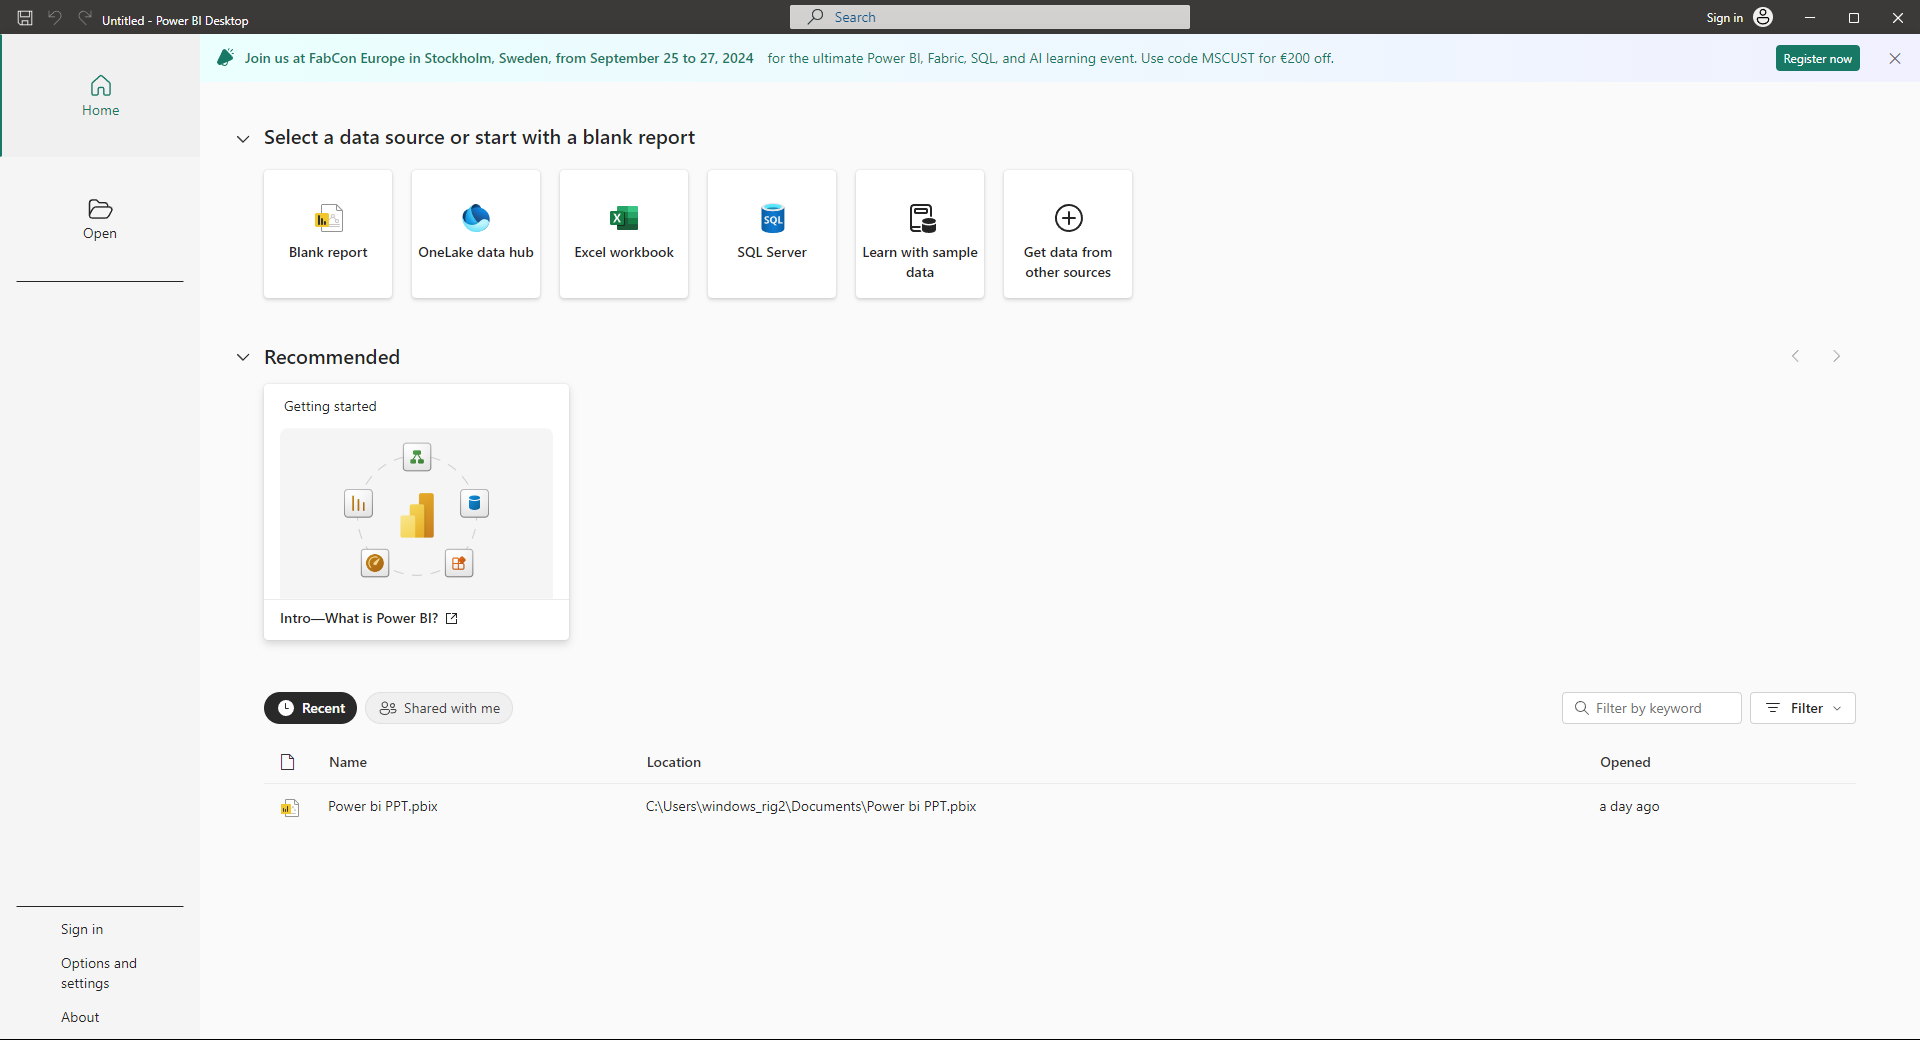 Untitled - Power BI Desktop
Search
Sign in
Join us at FabCon Europe in Stockholm, Sweden, from September 25 to 27, 2024 for the ultimate Power BI, Fabric, SQL, and AI learning event. Use code MSCUST for €200 off.
Register now
Home
Open
Select a data source or start with a blank report
Blank report
OneLake data hub
Excel workbook
SQL
SQL Server
Learn with sample
data
Get data from
other sources
Recommended
Getting started
Intro—What is Power BI?
Recent
Shared with me
Filter by keyword
Filter
Name
Location
Opened
Power bi PPT.pbix
C:\Users\windows_rig2\Documents\Power bi PPT.pbix
a day ago
Sign in
Options and
settings
About